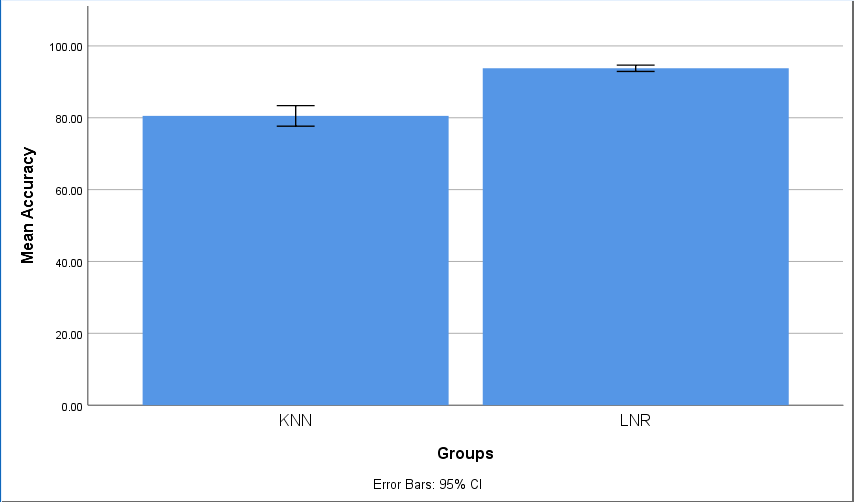 Mean Accuracy
100.00
80.00
60.00
40.00
20.00
0.00
KNN
LNR
Groups
Error Bars: 95% CI